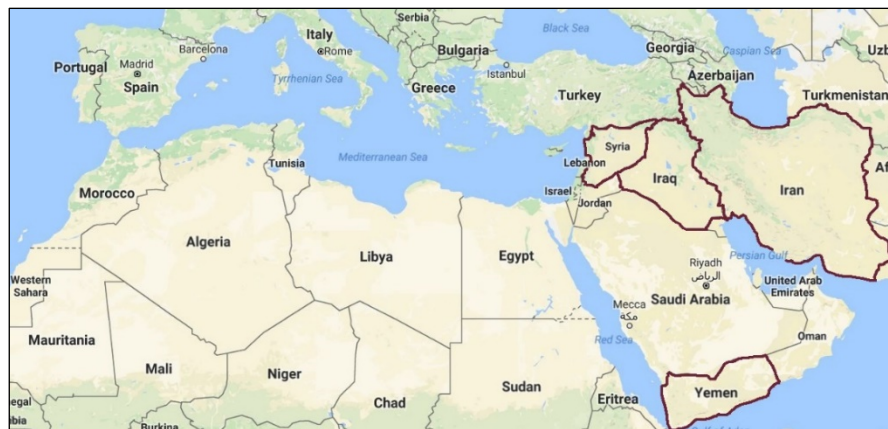 Serbia
Italy
Black Sea
Georgia
Caspian Sea
Uzb
Barcelona
Rome
Bulgaria
Portugal
Madrid
Spain
Tyrrhenian Sea
Istanbul
Azerbaijan
Greece
Turkey
Turkmenistan
Syria
Tunisia
Mediterranean Sea
Lebanon
Af
Iraq
Iran
Morocco
Israel
Jordan
Algeria
Libya
Egypt
Persian Gulf
Riyadh
الرياض
Western
Sahara
United Arab
Emirates
Mecca
مكة
Saudi Arabia
Mauritania
Red Sea
Oman
Mali
Niger
Chad
Sudan
Yemen
Eritrea
egal
bia
Burkina